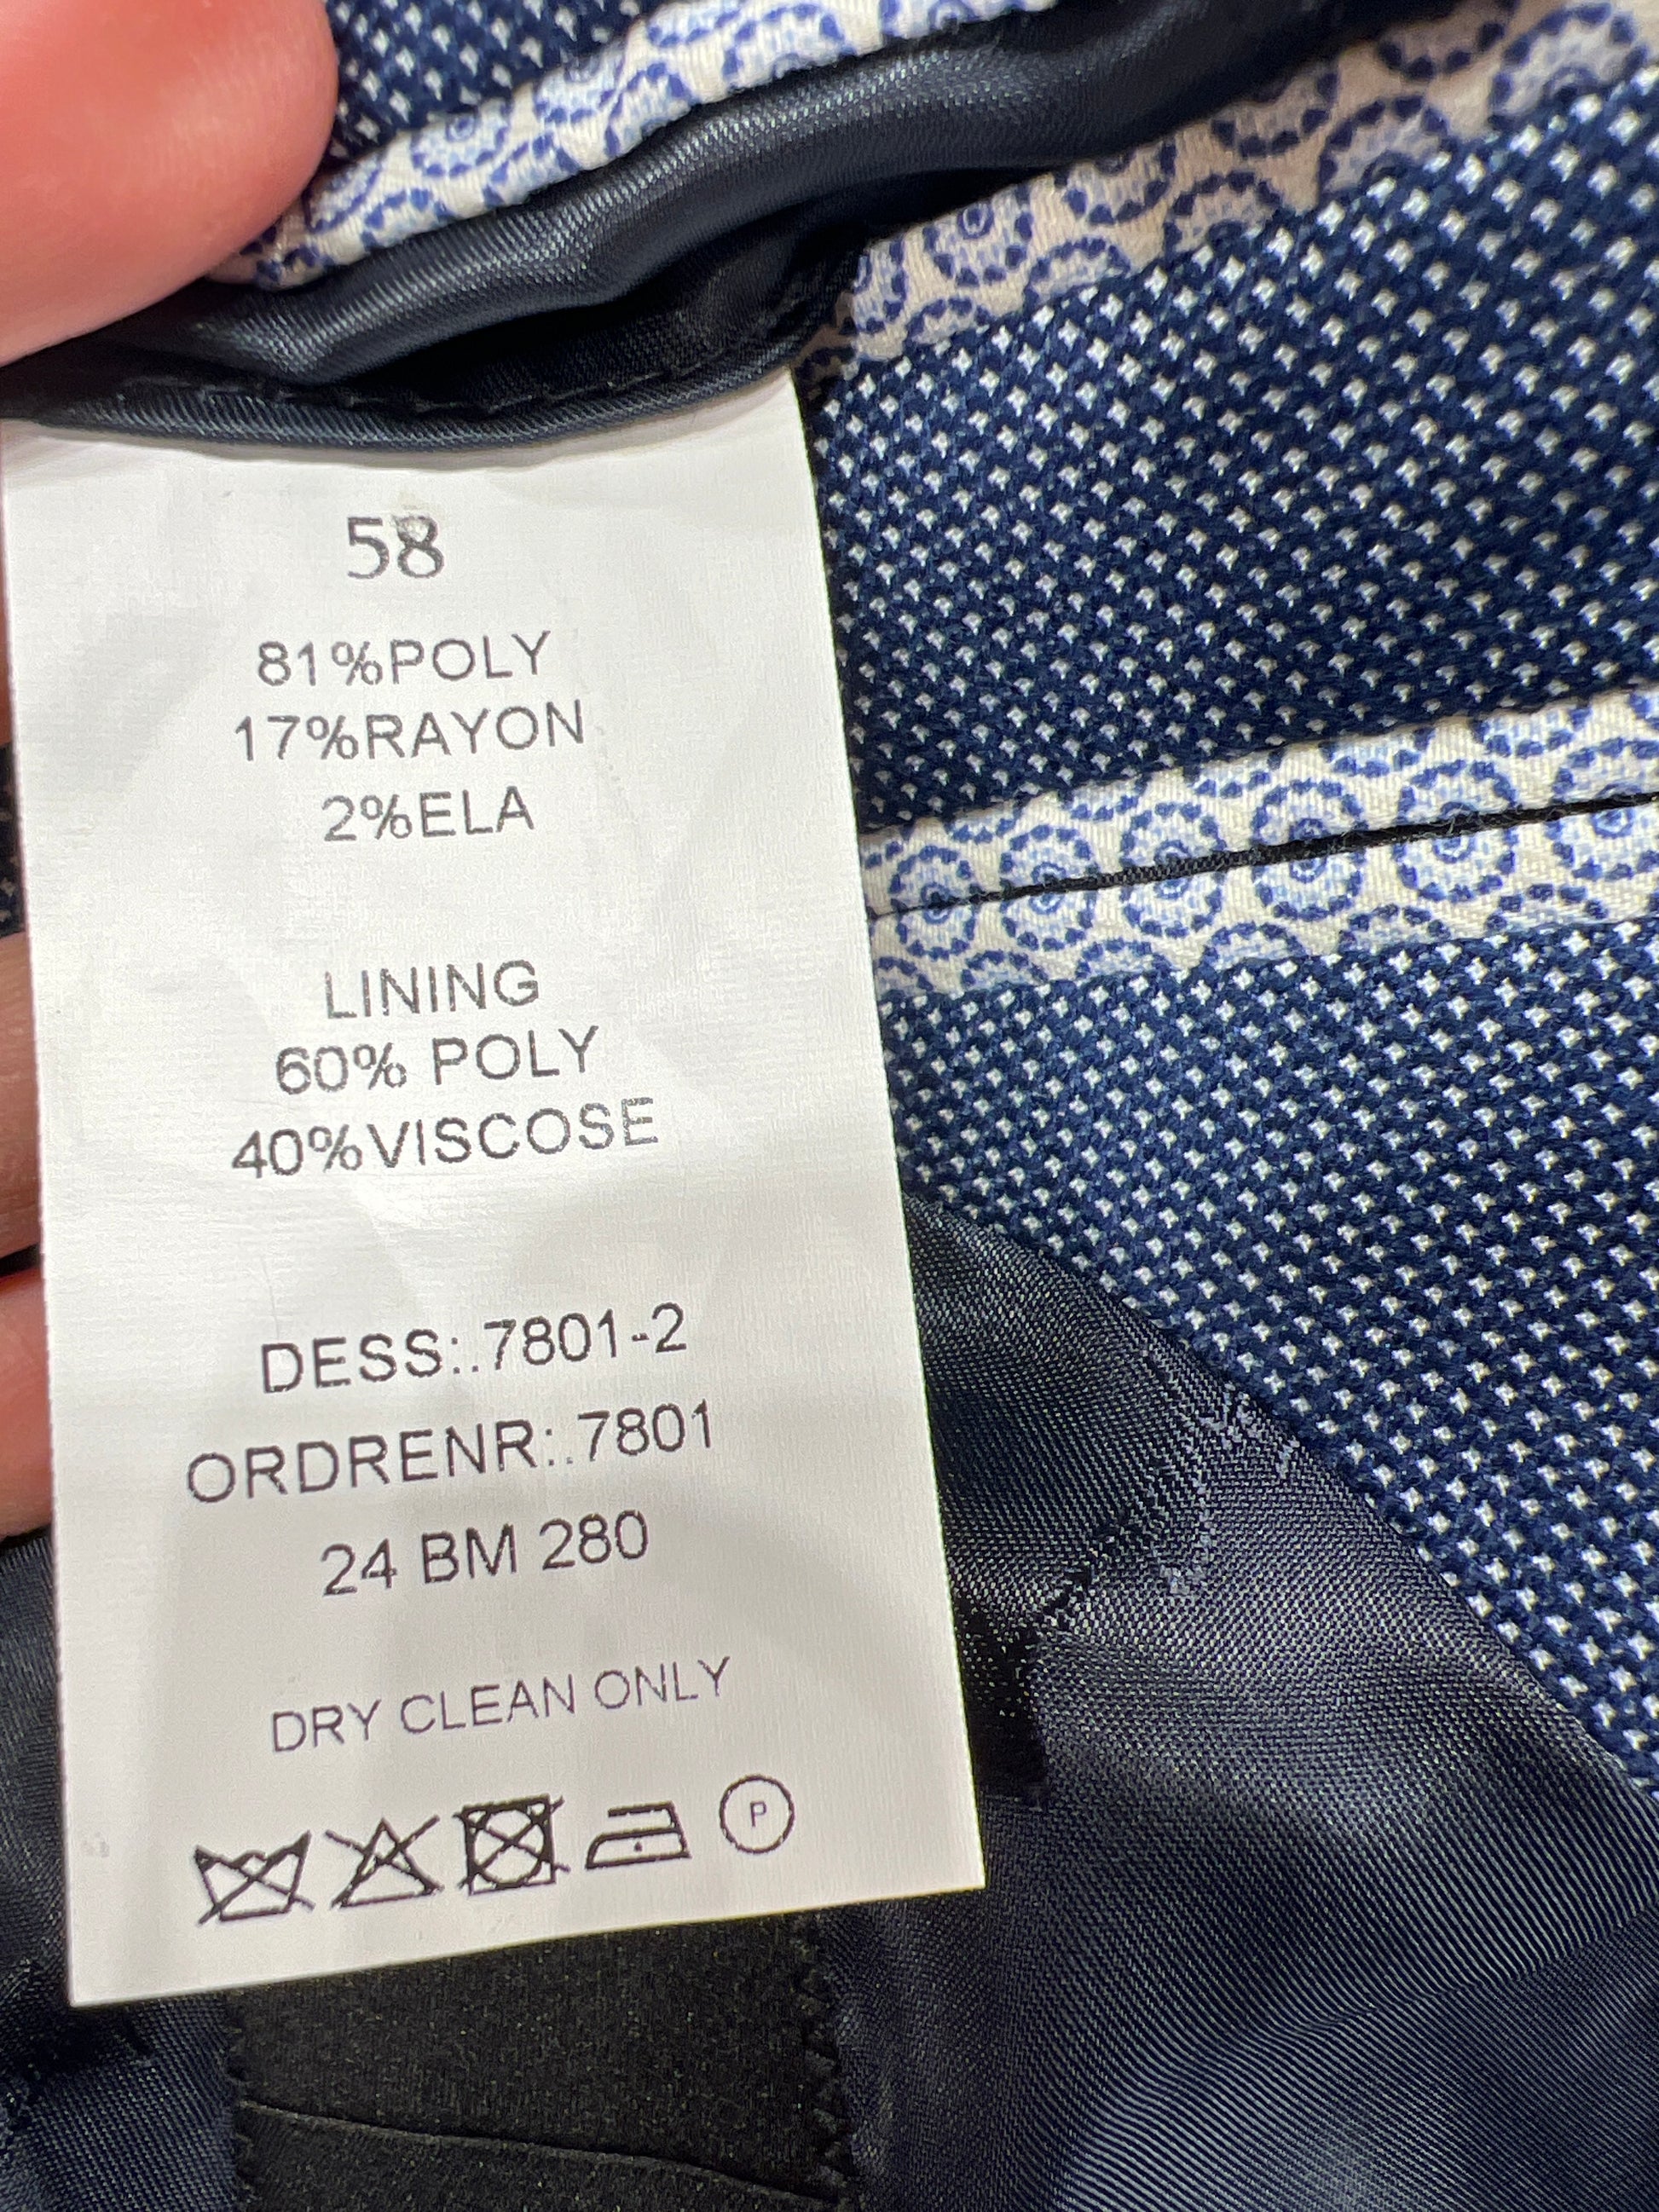 58
81%POLY
17%RAYON
2%ELA
LINING
60% POLY
40%VISCOSE
DESS:.7801-2
ORDRENR:.7801
24 BM 280
DRY CLEAN ONLY
P